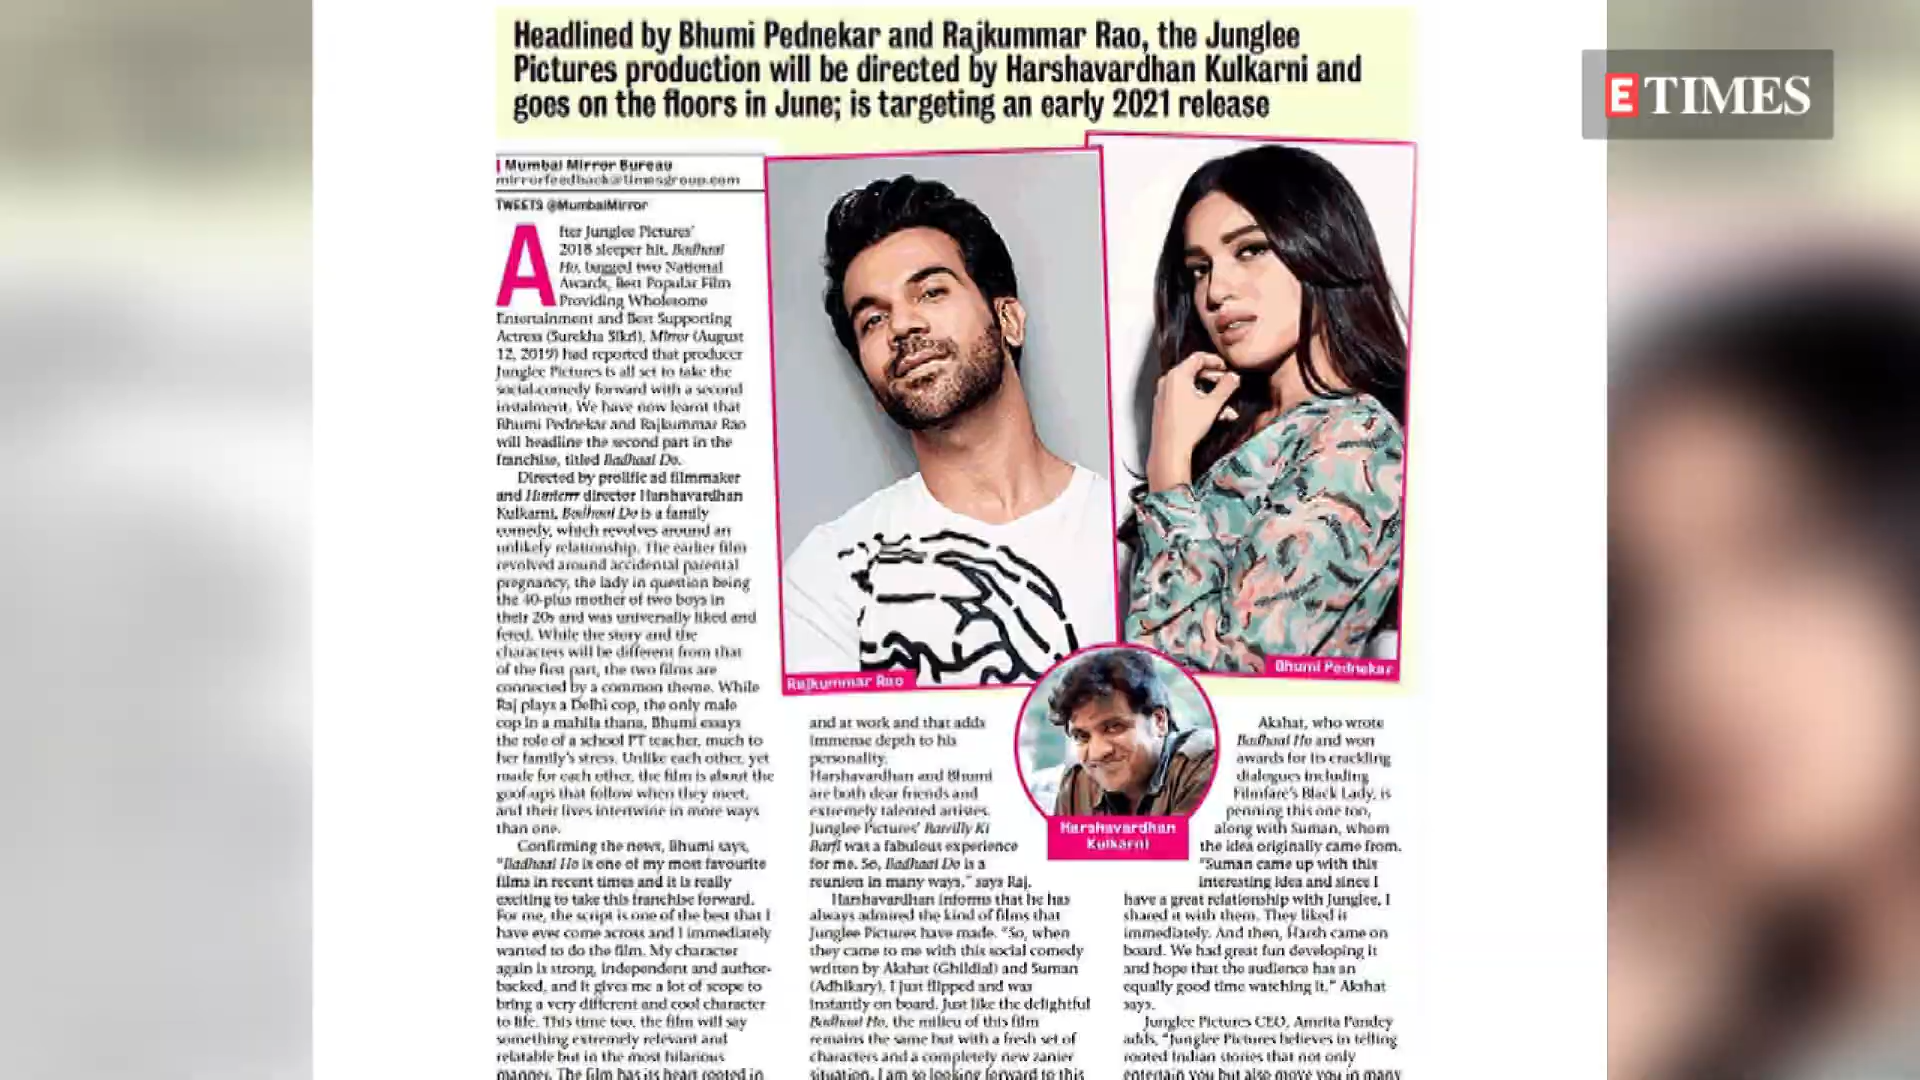 Headlined by Bhumi Pednekar and Rajkummar Rao, the Junglee
Pictures production will be directed by Harshavardhan Kulkarni and
goes on the floors in June; is targeting an early 2021 release
E TIMES
Mumbai Mirror Bureau
mirrorfeedback@timesgroup.com
TWEETS @MumbaiMirror
After Junglee Pictures'
2018 sleeper hit, Badhaai
Ho, bagged two National
Awards, Best Popular Film
Providing Wholesome
Entertainment and Best Supporting
Actress (Surekha Sikri), Mirror (August
12, 2019) had reported that producer
Junglee Pictures is all set to take the
social-comedy forward with a second
instalment. We have now learnt that
Bhumi Pednekar and Rajkummar Rao
will headline the second part in the
franchise, titled Badhaai Do.
Directed by prolific ad filmmaker
and Hunterrr director Harshavardhan
Kulkarni, Badhaai Do is a family
comedy, which revolves around an
unlikely relationship. The earlier film
revolved around accidental parental
pregnancy, the lady in question being
the 40-plus mother of two boys in
their 20s and was universally liked and
feted. While the story and the
characters will be different from that
of the first part, the two films are
connected by a common theme. While
Raj plays a Delhi cop, the only male
cop in a mahila thana, Bhumi essays
the role of a school PT teacher, much to
her family's stress. Unlike each other, yet
made for each other, the film is about the
goof-ups that follow when they meet,
and their lives intertwine in more ways
than one.
Confirming the news, Bhumi says,
"Badhaai Ho is one of my most favourite
films in recent times and it is really
exciting to take this franchise forward.
For me, the script is one of the best that I
have ever come across and I immediately
wanted to do the film. My character
again is strong, independent and author-
backed, and it gives me a lot of scope to
bring a very different and cool character
to life. This time too, the film will say
something extremely relevant and
relatable but in the most hilarious
manner. The film has its heart rooted in
Rajkummar Rao
Bhumi Pednekar
Harshavardhan
Kulkarni
and at work and that adds
immense depth to his
personality.
Harshavardhan and Bhumi
are both dear friends and
extremely talented artistes.
Junglee Pictures' Bareilly Ki
Barfi was a fabulous experience
for me. So, Badhaai Do is a
reunion in many ways," says Raj.
Harshavardhan informs that he has
always admired the kind of films that
Junglee Pictures have made. "So, when
they came to me with this social comedy
written by Akshat (Ghildial) and Suman
(Adhikary), I just flipped and was
instantly on board. Just like the delightful
Badhaai Ho, the milieu of this film
remains the same but with a fresh set of
characters and a completely new zanier
situation. I am so looking forward to this
Akshat, who wrote
Badhaai Ho and won
awards for its crackling
dialogues including
Filmfare's Black Lady, is
penning this one too,
along with Suman, whom
the idea originally came from.
"Suman came up with this
interesting idea and since I
have a great relationship with Junglee, I
shared it with them. They liked it
immediately. And then, Harsh came on
board. We had great fun developing it
and hope that the audience has an
equally good time watching it," Akshat
says.
Junglee Pictures CEO, Amrita Pandey
adds, "Junglee Pictures believes in telling
rooted Indian stories that not only
entertain you but also move you in many